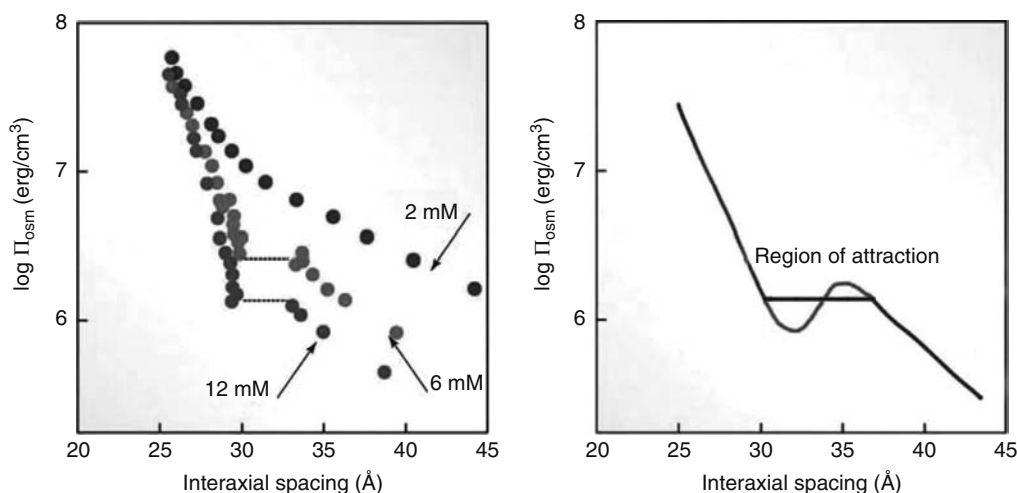 8
7
6
log Π_osm (erg/cm³)
2 mM
12 mM
6 mM
20 25 30 35 40 45
Interaxial spacing (Å)
8
7
6
log Π_osm (erg/cm³)
Region of attraction
20 25 30 35 40 45
Interaxial spacing (Å)